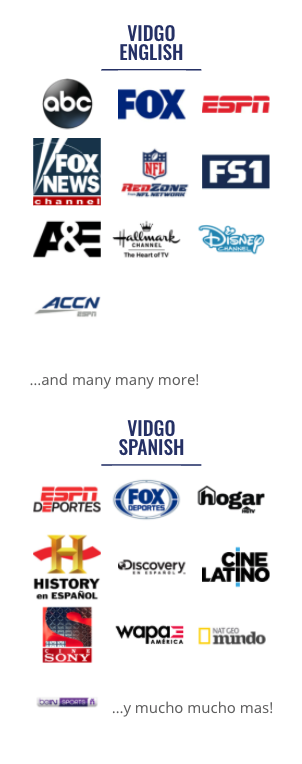 VIDGO
ENGLISH
abc
FOX
ESPN
FOX
NEWS
channel
NFL
REDZONE
FROM NFL NETWORK
FS1
A&E
Hallmark
CHANNEL
The Heart of TV
Disney
CHANNEL
ACCN
ESPN
...and many many more!
VIDGO
SPANISH
ESPN
DEPORTES
FOX
DEPORTES
hogar
HGTV
H
HISTORY
en ESPAÑOL
Discovery
EN ESPAÑOL
CINE
LATINO
S
CINE
SONY
wapa
AMÉRICA
NAT GEO
mundo
beIN SPORTS Ñ
...y mucho mucho mas!